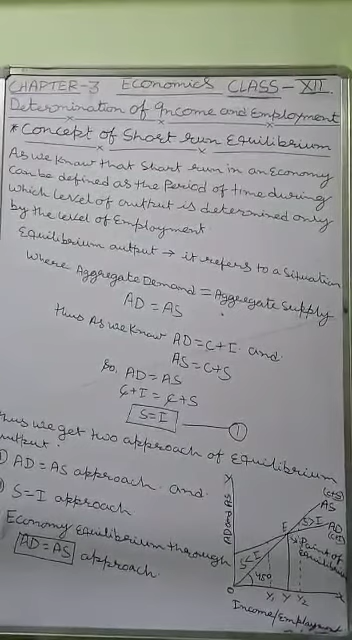 CHAPTER-3 Economics CLASS-XII
Determination of Income and Employment
* Concept of Short run Equilibrium
As we know that short run in an Economy
can be defined as the Period of time during
which level of output is determined only
by the level of Employment.
Equilibrium output → it refers to a situation
where Aggregate Demand = Aggregate Supply
AD = AS
thus As we know AD = C+I and
AS = C+S
So, AD = AS
C+I = C+S
S=I ①
thus we get two approach of Equilibrium
output.
① AD = AS approach and
S=I approach
Economy Equilibrium through
AD = AS approach.
Y
AD and AS
(C+S)
AS
S>I
AD
(C+I)
E
Point of
Equilibrium
S<I
45°
O
Y₁ Y Y₂
X
Income/Employment